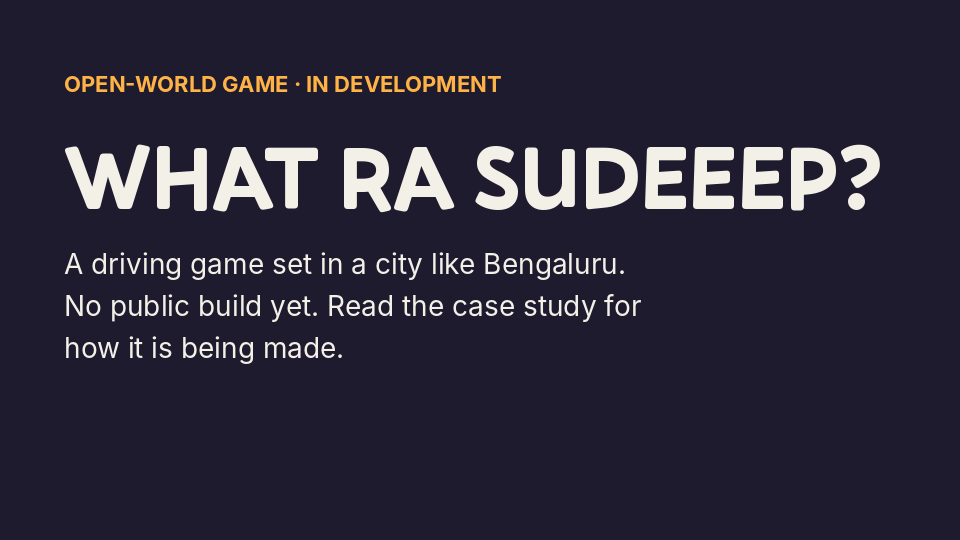 OPEN-WORLD GAME · IN DEVELOPMENT
WHAT RA SUDEEEP?
A driving game set in a city like Bengaluru.
No public build yet. Read the case study for
how it is being made.